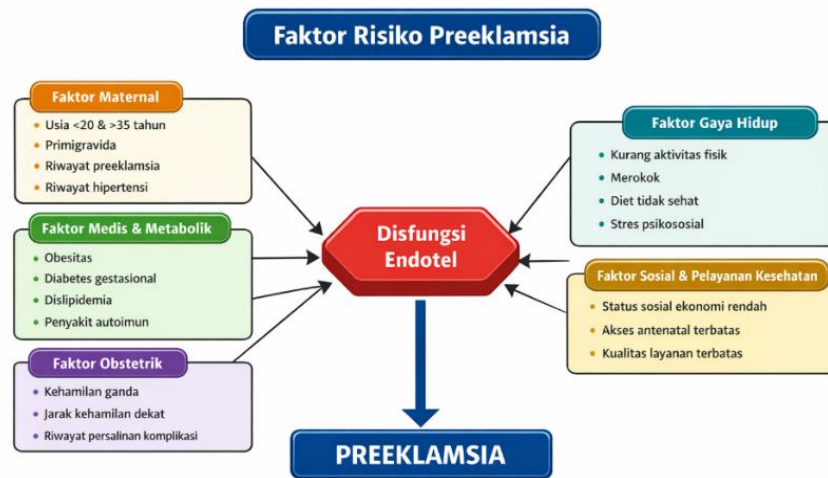 Faktor Risiko Preeklamsia
Faktor Maternal
Usia <20 & >35 tahun
Primigravida
Riwayat preeklamsia
Riwayat hipertensi
Faktor Medis & Metabolik
Obesitas
Diabetes gestasional
Dislipidemia
Penyakit autoimun
Faktor Obstetrik
Kehamilan ganda
Jarak kehamilan dekat
Riwayat persalinan komplikasi
Disfungsi
Endotel
PREEKLAMSIA
Faktor Gaya Hidup
Kurang aktivitas fisik
Merokok
Diet tidak sehat
Stres psikososial
Faktor Sosial & Pelayanan Kesehatan
Status sosial ekonomi rendah
Akses antenatal terbatas
Kualitas layanan terbatas